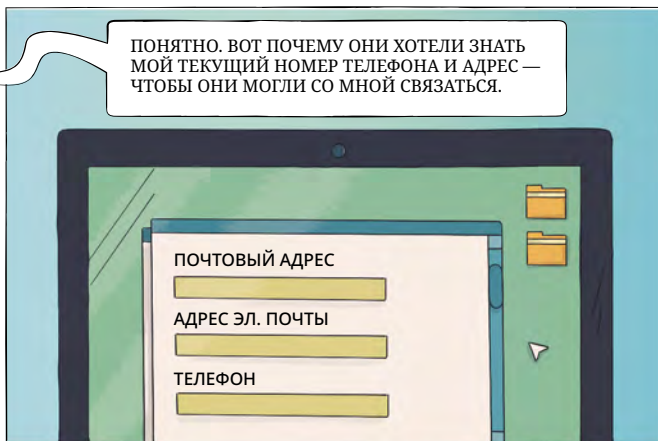 ПОНЯТНО. ВОТ ПОЧЕМУ ОНИ ХОТЕЛИ ЗНАТЬ
МОЙ ТЕКУЩИЙ НОМЕР ТЕЛЕФОНА И АДРЕС —
ЧТОБЫ ОНИ МОГЛИ СО МНОЙ СВЯЗАТЬСЯ.
ПОЧТОВЫЙ АДРЕС
АДРЕС ЭЛ. ПОЧТЫ
ТЕЛЕФОН